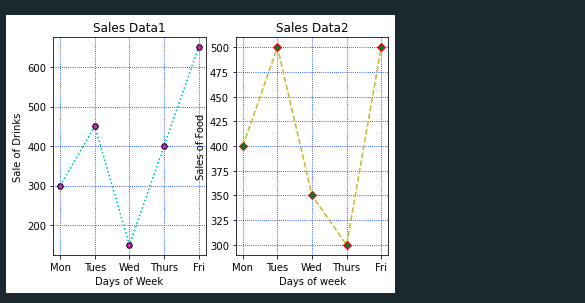 Sales Data1
Sale of Drinks
600
500
400
300
200
Mon Tues Wed Thurs Fri
Days of Week
Sales Data2
Sales of Food
500
475
450
425
400
375
350
325
300
Mon Tues Wed Thurs Fri
Days of week